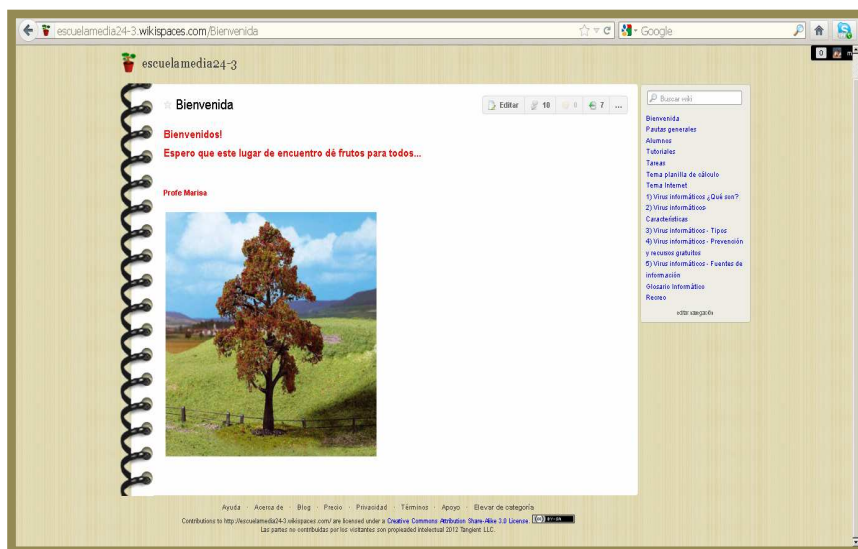 escuelamedia24-3.wikispaces.com/Bienvenida
Google
escuelamedia24-3
0
Bienvenida
Editar 10 0 7 ...
Bienvenidos!
Espero que este lugar de encuentro dé frutos para todos...
Profe Marisa
Buscar wiki
Bienvenida
Pautas generales
Alumnos
Tutoriales
Tareas
Tema planilla de cálculo
Tema Internet
1) Virus informáticos ¿Qué son?
2) Virus informáticos-
Características
3) Virus informáticos - Tipos
4) Virus informáticos - Prevención
y recursos gratuitos
5) Virus informáticos - Fuentes de
información
Glosario Informático
Recreo
editar navegación
Ayuda · Acerca de · Blog · Precio · Privacidad · Términos · Apoyo · Elevar de categoría
Contributions to http://escuelamedia24-3.wikispaces.com/ are licensed under a Creative Commons Attribution Share-Alike 3.0 License. (cc) BY-SA
Las partes no contribuidas por los visitantes son propiedad intelectual 2012 Tangient LLC.